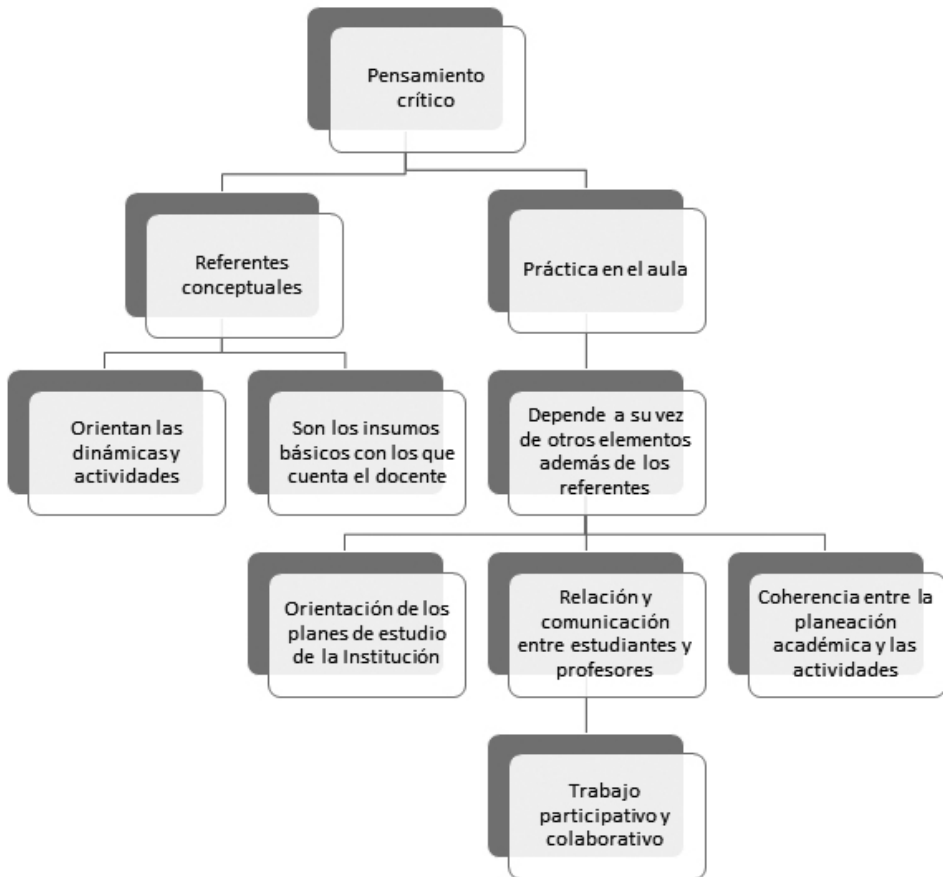 Pensamiento
crítico
Referentes
conceptuales
Práctica en el aula
Orientan las
dinámicas y
actividades
Son los insumos
básicos con los que
cuenta el docente
Depende a su vez
de otros elementos
además de los
referentes
Orientación de los
planes de estudio
de la Institución
Relación y
comunicación
entre estudiantes y
profesores
Coherencia entre la
planeación
académica y las
actividades
Trabajo
participativo y
colaborativo